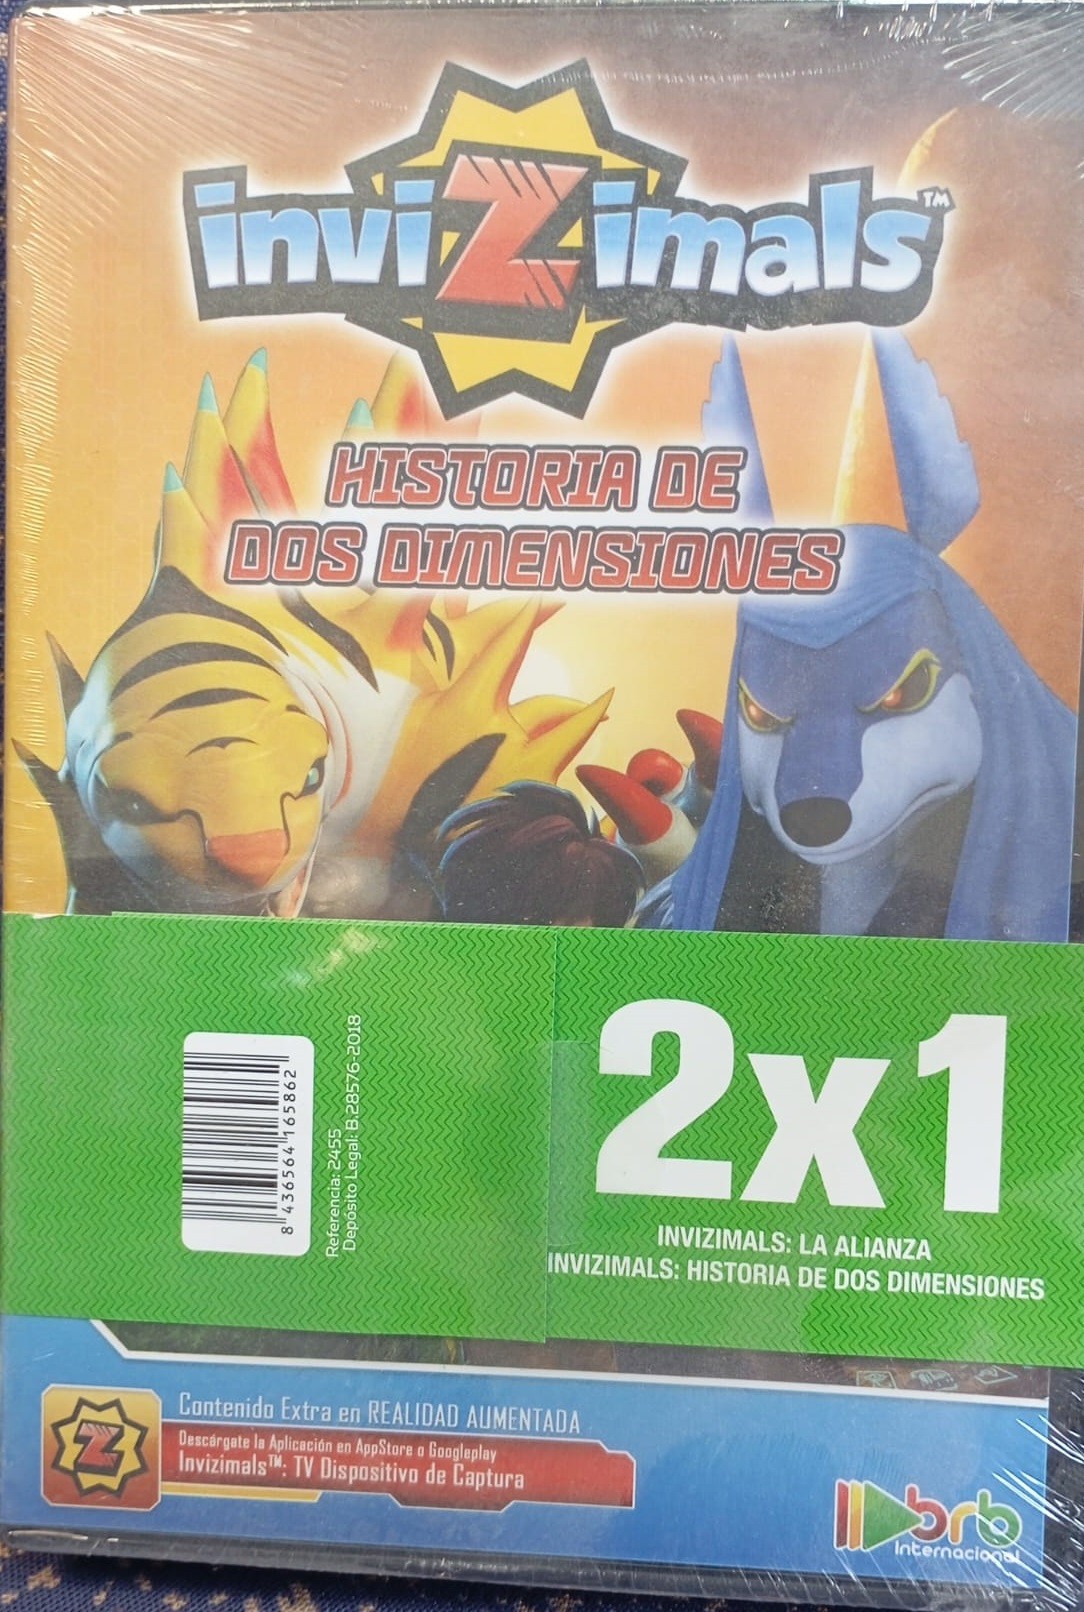 inviZimals™
HISTORIA DE
DOS DIMENSIONES
8 436564 165862
Referencia: 2455
Depósito Legal: B.28576-2018
2x1
INVIZIMALS: LA ALIANZA
INVIZIMALS: HISTORIA DE DOS DIMENSIONES
Z
Contenido Extra en REALIDAD AUMENTADA
Descárgate la Aplicación en AppStore o Googleplay
Invizimals™: TV Dispositivo de Captura
brb
Internacional